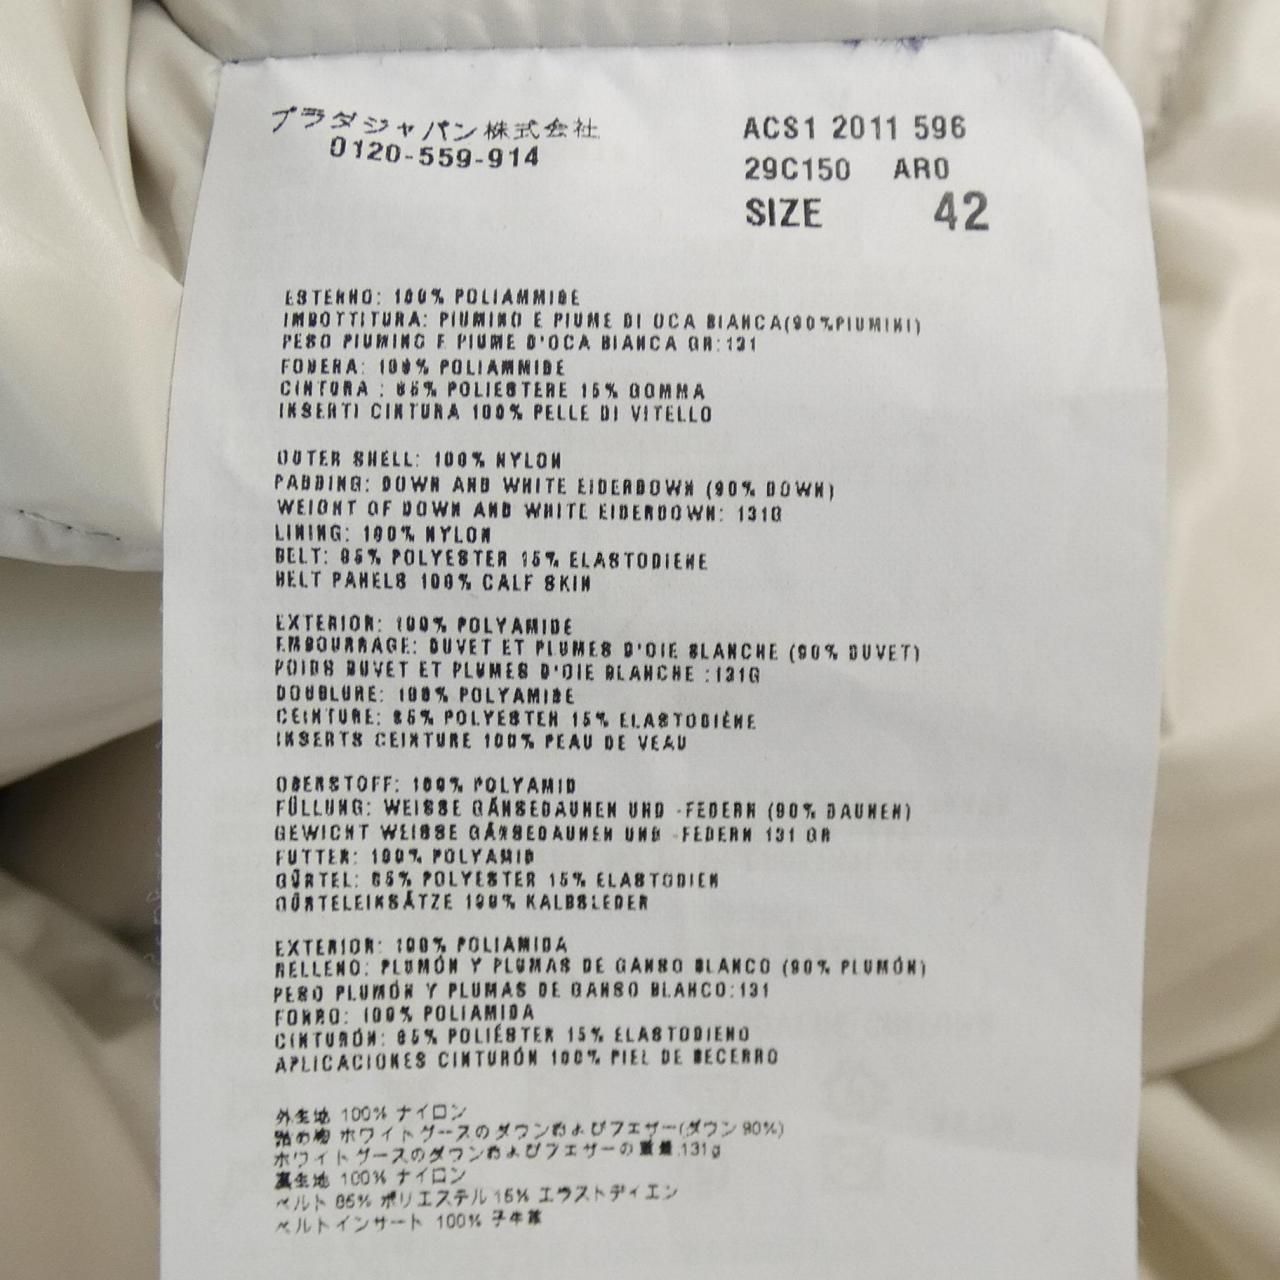 プラダジャパン株式会社
0120-559-914
ACS1 2011 596
29C150 AR0
SIZE 42
ESTERNO: 100% POLIAMMIDE
IMBOTTITURA: PIUMINO E PIUME DI OCA BIANCA(90%PIUMINI)
PESO PIUMINO E PIUME D'OCA BIANCA GR:131
FODERA: 100% POLIAMMIDE
CINTURA : 85% POLIESTERE 15% GOMMA
INSERTI CINTURA 100% PELLE DI VITELLO
OUTER SHELL: 100% NYLON
PADDING: DOWN AND WHITE EIDERDOWN (90% DOWN)
WEIGHT OF DOWN AND WHITE EIDERDOWN: 131G
LINING: 100% NYLON
BELT: 85% POLYESTER 15% ELASTODIENE
BELT PANELS 100% CALF SKIN
EXTERIOR: 100% POLYAMIDE
EMBOURRAGE: DUVET ET PLUMES D'OIE BLANCHE (90% DUVET)
POIDS DUVET ET PLUMES D'OIE BLANCHE :131G
DOUBLURE: 100% POLYAMIDE
CEINTURE: 85% POLYESTER 15% ELASTODIÈNE
INSERTS CEINTURE 100% PEAU DE VEAU
OBERSTOFF: 100% POLYAMID
FÜLLUNG: WEISSE GÄNSEDAUNEN UND -FEDERN (90% DAUNEN)
GEWICHT WEISSE GÄNSEDAUNEN UND -FEDERN 131 GR
FUTTER: 100% POLYAMID
GÜRTEL: 85% POLYESTER 15% ELASTODIEN
GÜRTELEINSÄTZE 100% KALBSLEDER
EXTERIOR: 100% POLIAMIDA
RELLENO: PLUMÓN Y PLUMAS DE GANSO BLANCO (90% PLUMÓN)
PESO PLUMÓN Y PLUMAS DE GANSO BLANCO:131
FORRO: 100% POLIAMIDA
CINTURÓN: 85% POLIÉSTER 15% ELASTODIENO
APLICACIONES CINTURÓN 100% PIEL DE BECERRO
外生地 100% ナイロン
詰め物 ホワイトグースのダウンおよびフェザー(ダウン 90%)
ホワイトグースのダウンおよびフェザーの重量 131g
裏生地 100% ナイロン
ベルト 85% ポリエステル 15% エラストディエン
ベルトインサート 100% 子牛革